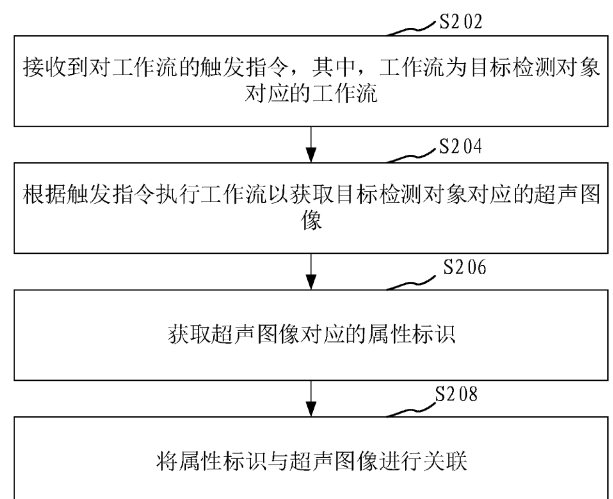 S202
接收到对工作流的触发指令，其中，工作流为目标检测对象
对应的工作流
S204
根据触发指令执行工作流以获取目标检测对象对应的超声图
像
S206
获取超声图像对应的属性标识
S208
将属性标识与超声图像进行关联